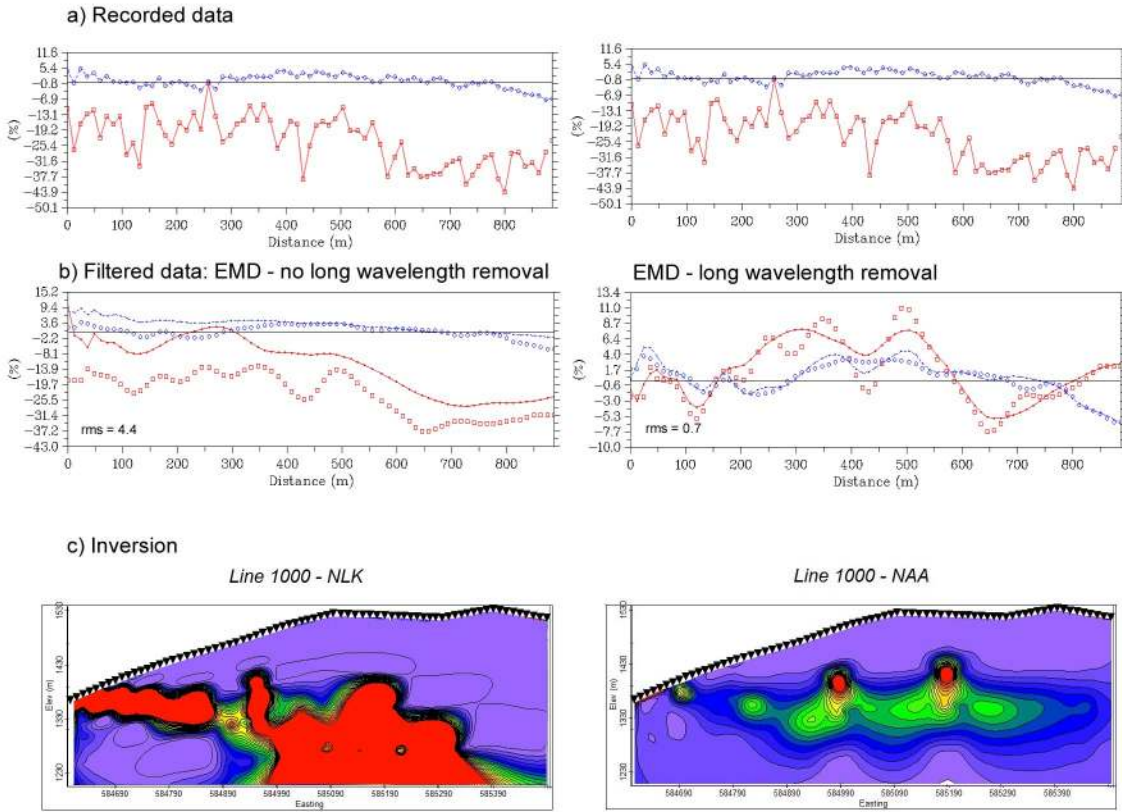 a) Recorded data
11.6
5.4
−0.8
−6.9
−13.1
−19.2
−25.4
−31.6
−37.7
−43.9
−50.1
(%)
0 100 200 300 400 500 600 700 800
Distance (m)
11.6
5.4
−0.8
−6.9
−13.1
−19.2
−25.4
−31.6
−37.7
−43.9
−50.1
(%)
0 100 200 300 400 500 600 700 800
Distance (m)
b) Filtered data: EMD - no long wavelength removal
15.2
9.4
3.6
−2.2
−8.1
−13.9
−19.7
−25.5
−31.4
−37.2
−43.0
(%)
rms = 4.4
0 100 200 300 400 500 600 700 800
Distance (m)
EMD - long wavelength removal
13.4
11.0
8.7
6.4
4.0
1.7
−0.6
−3.0
−5.3
−7.7
−10.0
(%)
rms = 0.7
0 100 200 300 400 500 600 700 800
Distance (m)
c) Inversion
Line 1000 - NLK
1530
1430
1330
1230
Elev (m)
584690 584790 584890 584990 585090 585190 585290 585390
Easting
Line 1000 - NAA
1530
1430
1330
1230
Elev (m)
584690 584790 584890 584990 585090 585190 585290 585390
Easting